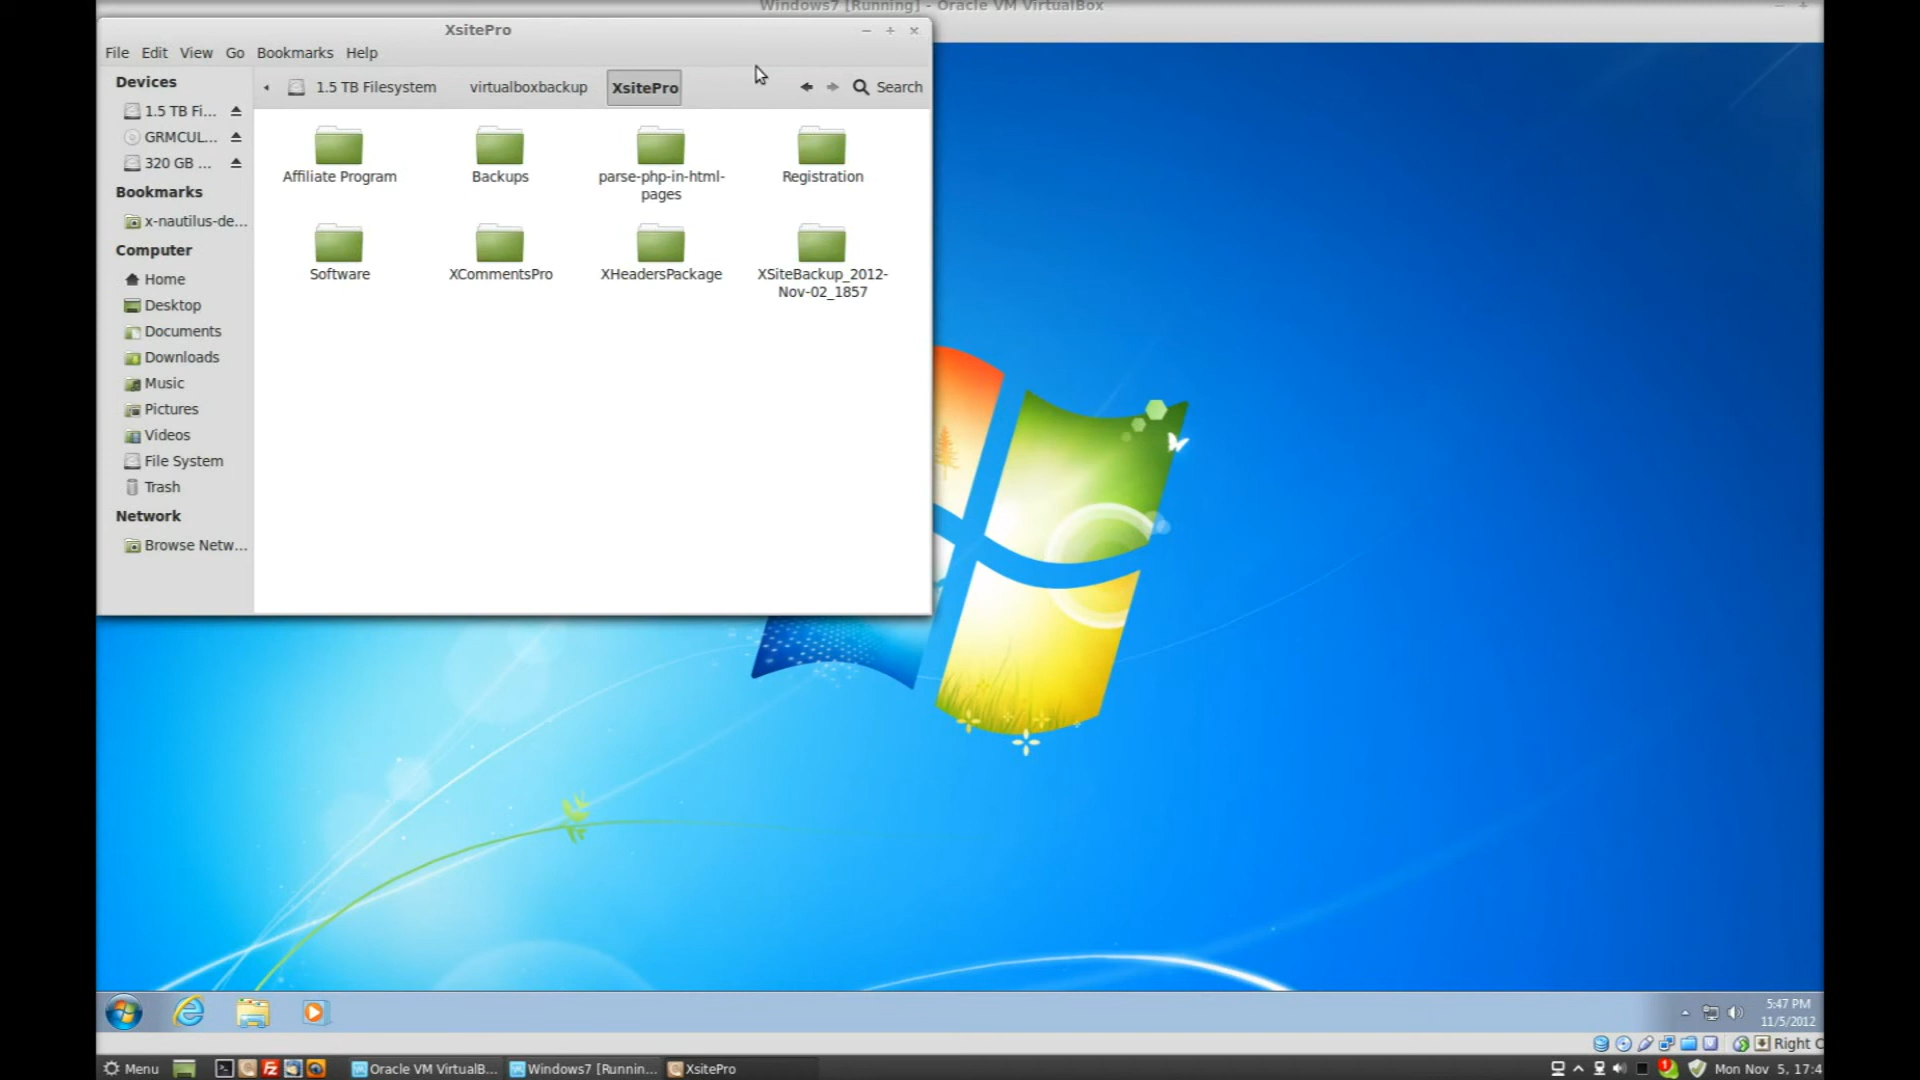 Windows7 [Running] - Oracle VM VirtualBox
XsitePro
File Edit View Go Bookmarks Help
Devices
1.5 TB Filesystem virtualboxbackup XsitePro Search
1.5 TB Fi...
GRMCUL...
320 GB ...
Bookmarks
x-nautilus-de...
Computer
Home
Desktop
Documents
Downloads
Music
Pictures
Videos
File System
Trash
Network
Browse Netw...
Affiliate Program
Backups
parse-php-in-html-
pages
Registration
Software
XCommentsPro
XHeadersPackage
XSiteBackup_2012-
Nov-02_1857
5:47 PM
11/5/2012
Right C
Menu
Oracle VM VirtualB...
Windows7 [Runnin...
XsitePro
Mon Nov 5, 17:4